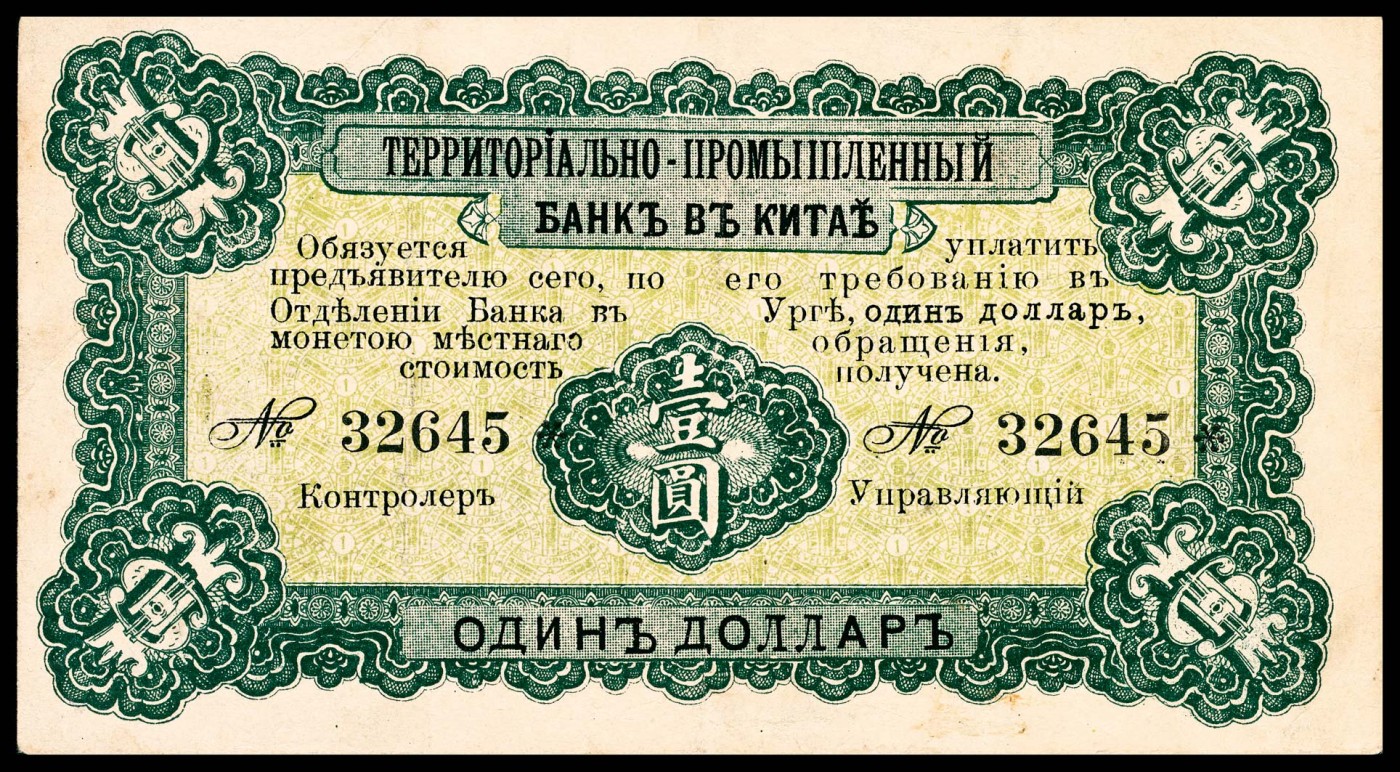 ТЕРРИТОРІАЛЬНО-ПРОМЫШЛЕННЫЙ
БАНКЪ ВЪ КИТАѢ
Обязуется уплатить
предъявителю сего, по его требованію въ
Отдѣленіи Банка въ Ургѣ, одинъ долларъ,
монетою мѣстнаго обращенія,
стоимость получена.
壹圓
№ 32645 * № 32645 *
Контролеръ Управляющій
ОДИНЪ ДОЛЛАРЪ